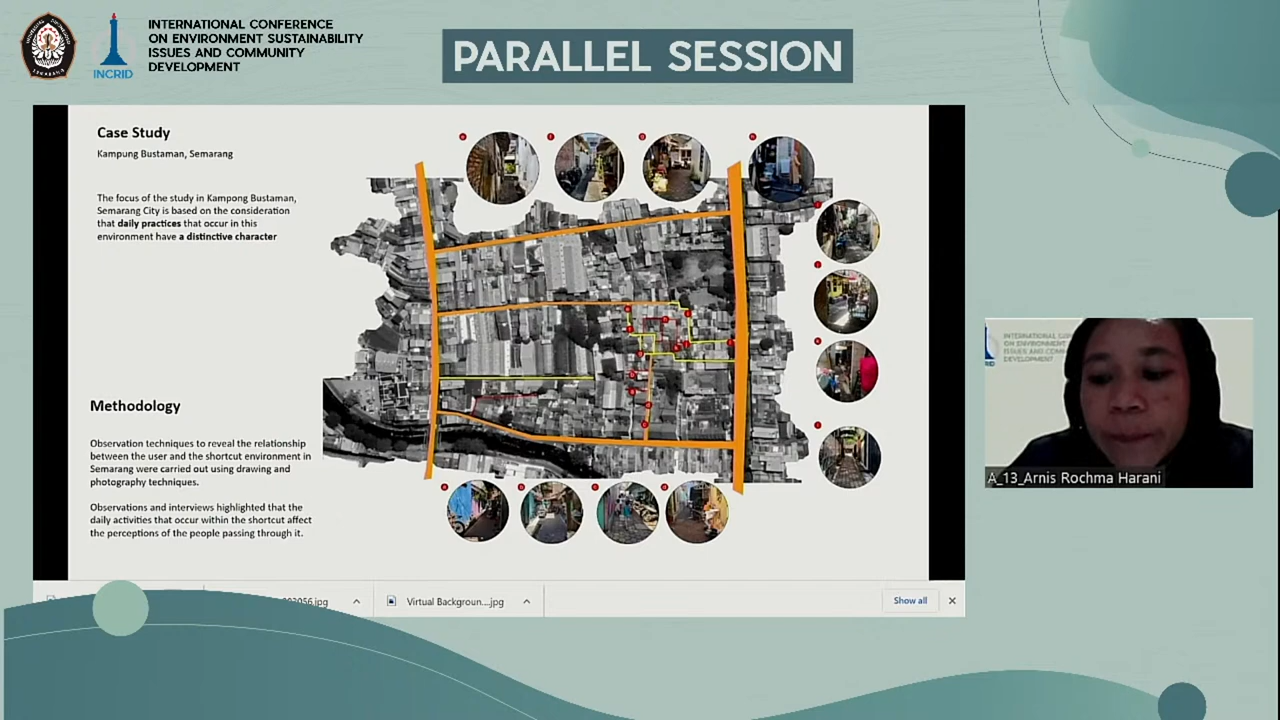 INTERNATIONAL CONFERENCE
ON ENVIRONMENT SUSTAINABILITY
ISSUES AND COMMUNITY
DEVELOPMENT
INCRID
PARALLEL SESSION
Case Study
Kampung Bustaman, Semarang
The focus of the study in Kampong Bustaman,
Semarang City is based on the consideration
that daily practices that occur in this
environment have a distinctive character
Methodology
Observation techniques to reveal the relationship
between the user and the shortcut environment in
Semarang were carried out using drawing and
photography techniques.
Observations and interviews highlighted that the
daily activities that occur within the shortcut affect
the perceptions of the people passing through it.
A_13_Arnis Rochma Harani
Virtual Backgroun....jpg
Show all